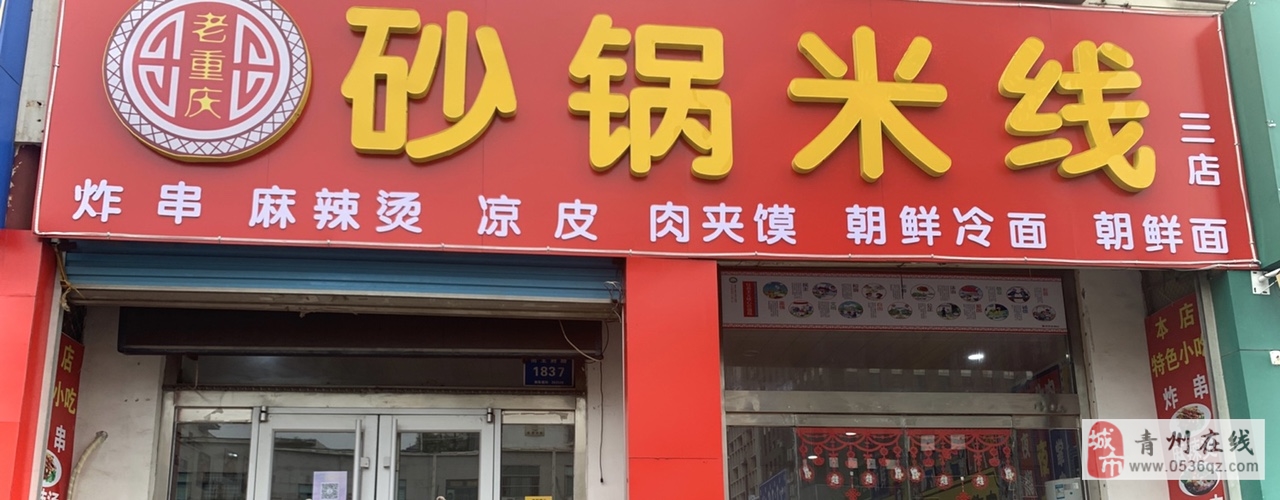 老重庆
砂锅米线
三店
炸串 麻辣烫 凉皮 肉夹馍 朝鲜冷面 朝鲜面
1837
店
小吃
串
本店
特色小吃
炸串
城市
青州在线
www.0536qz.com